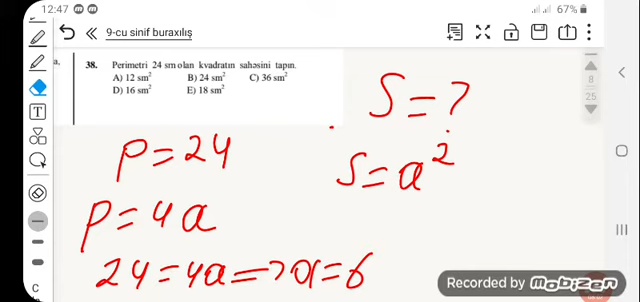 12:47
67%
9-cu sinif buraxılış
a,
38. Perimetri 24 sm olan kvadratın sahəsini tapın.
A) 12 sm² B) 24 sm² C) 36 sm²
D) 16 sm² E) 18 sm²
8
25
S = ?
P = 24
S = a²
P = 4a
24 = 4a => a = 6
T
C
Recorded by mobizen